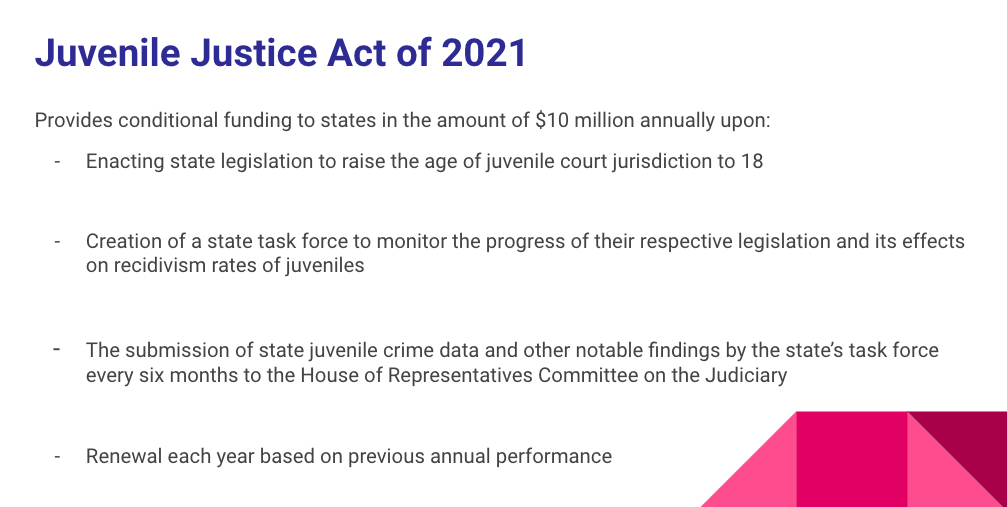 Juvenile Justice Act of 2021
Provides conditional funding to states in the amount of $10 million annually upon:
- Enacting state legislation to raise the age of juvenile court jurisdiction to 18
- Creation of a state task force to monitor the progress of their respective legislation and its effects
on recidivism rates of juveniles
- The submission of state juvenile crime data and other notable findings by the state’s task force
every six months to the House of Representatives Committee on the Judiciary
- Renewal each year based on previous annual performance